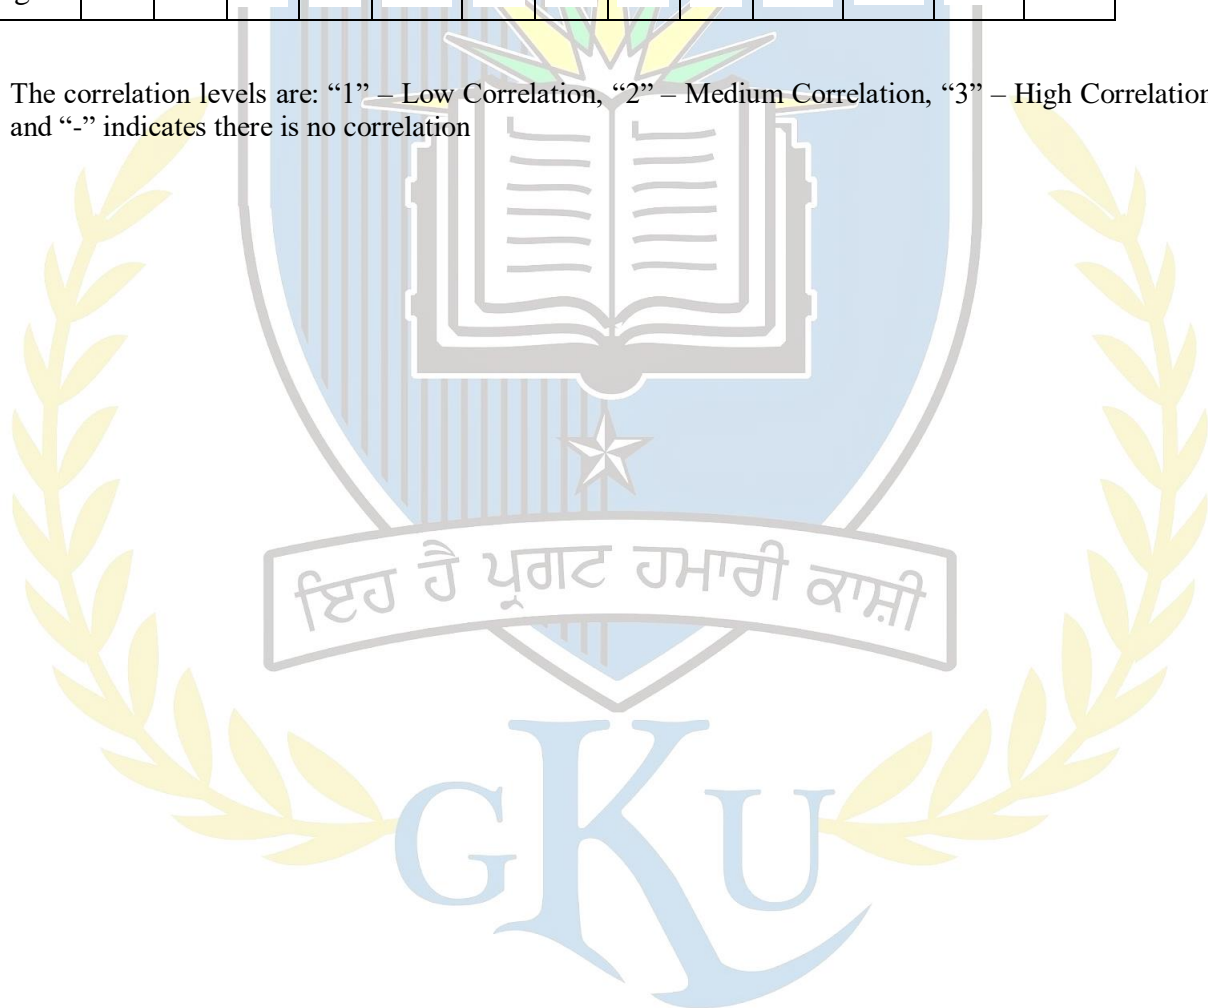 The correlation levels are: “1” – Low Correlation, “2” – Medium Correlation, “3” – High Correlation
and “-” indicates there is no correlation
ਇਹ ਹੈ ਪ੍ਰਗਟ ਹਮਾਰੀ ਕਾਸ਼ੀ
GKU